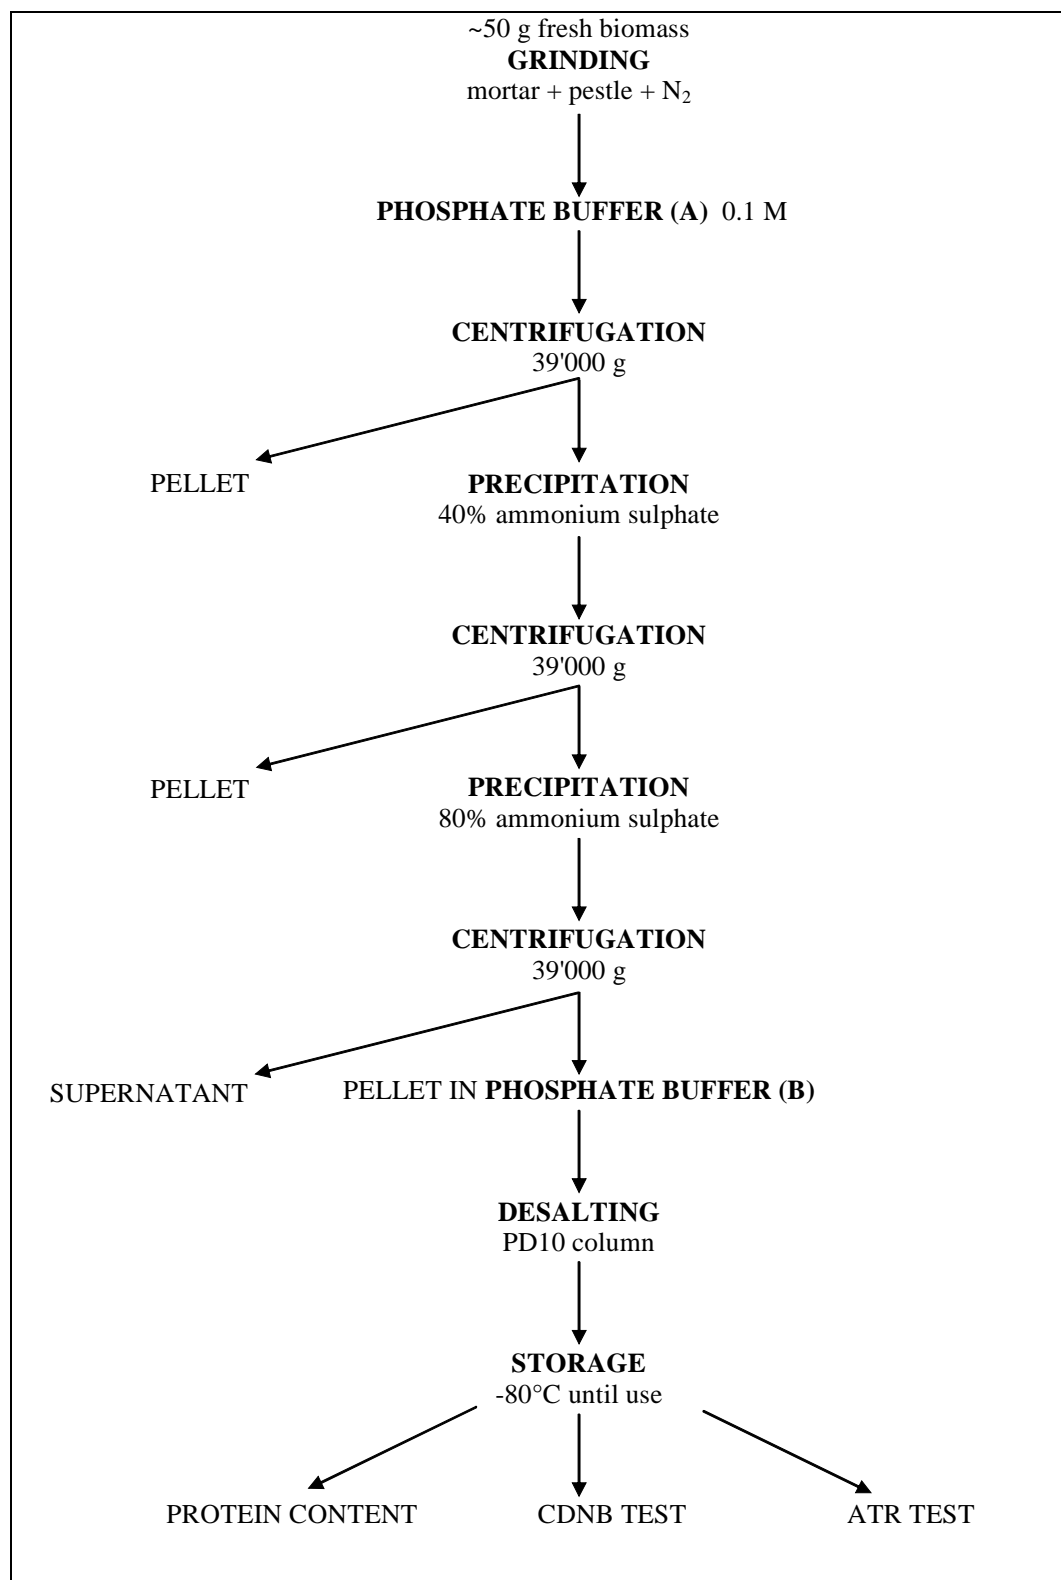 ~50 g fresh biomass
GRINDING
mortar + pestle + N₂
PHOSPHATE BUFFER (A) 0.1 M
CENTRIFUGATION
39'000 g
PELLET
PRECIPITATION
40% ammonium sulphate
CENTRIFUGATION
39'000 g
PELLET
PRECIPITATION
80% ammonium sulphate
CENTRIFUGATION
39'000 g
SUPERNATANT
PELLET IN PHOSPHATE BUFFER (B)
DESALTING
PD10 column
STORAGE
-80°C until use
PROTEIN CONTENT
CDNB TEST
ATR TEST